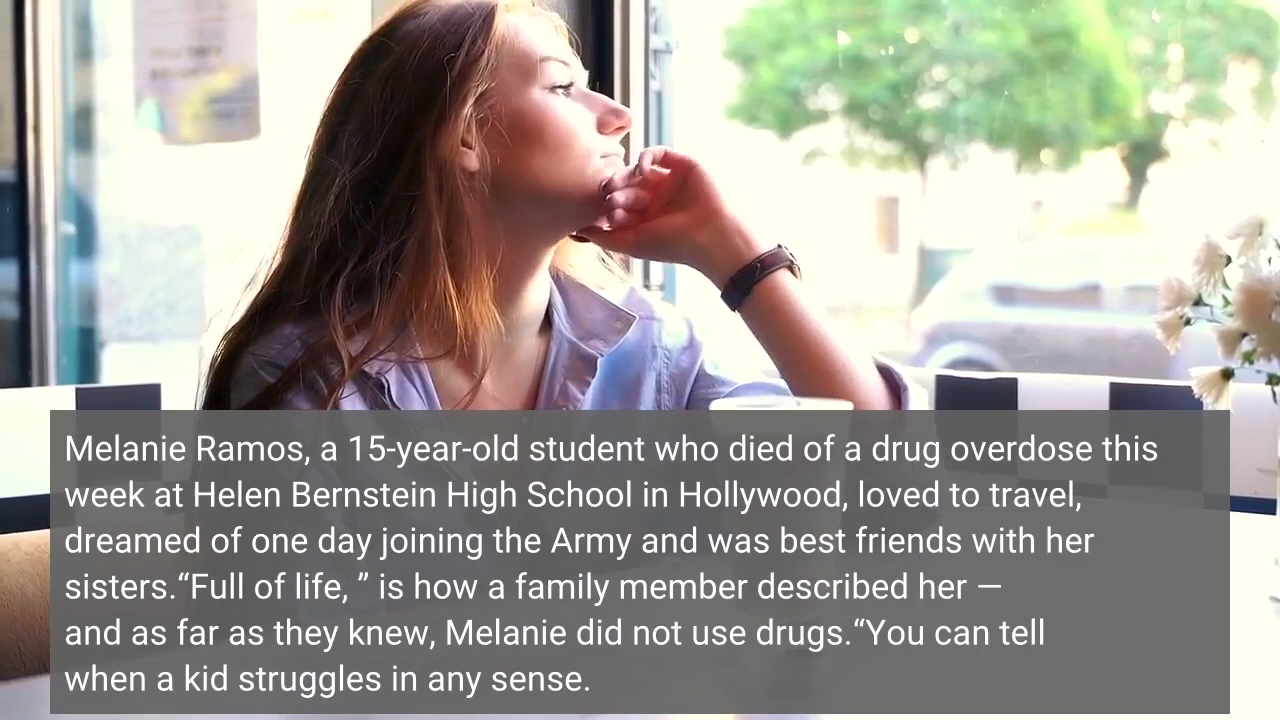 Melanie Ramos, a 15-year-old student who died of a drug overdose this
week at Helen Bernstein High School in Hollywood, loved to travel,
dreamed of one day joining the Army and was best friends with her
sisters.“Full of life, ” is how a family member described her —
and as far as they knew, Melanie did not use drugs.“You can tell
when a kid struggles in any sense.